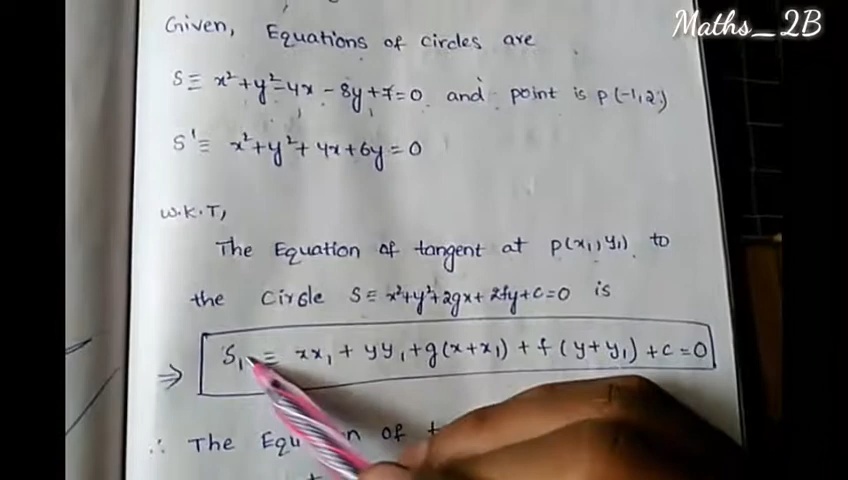 Maths_2B
Given, Equations of circles are
S ≡ x²+y²-4x-8y+7=0 and point is P(-1,2)
S' ≡ x²+y²+4x+6y=0
W.K.T,
The Equation of tangent at P(x₁,y₁). to
the Circle S ≡ x²+y²+2gx+2fy+c=0 is
⇒ S₁ ≡ xx₁+yy₁+g(x+x₁)+f(y+y₁)+c=0
∴ The Equ n of t